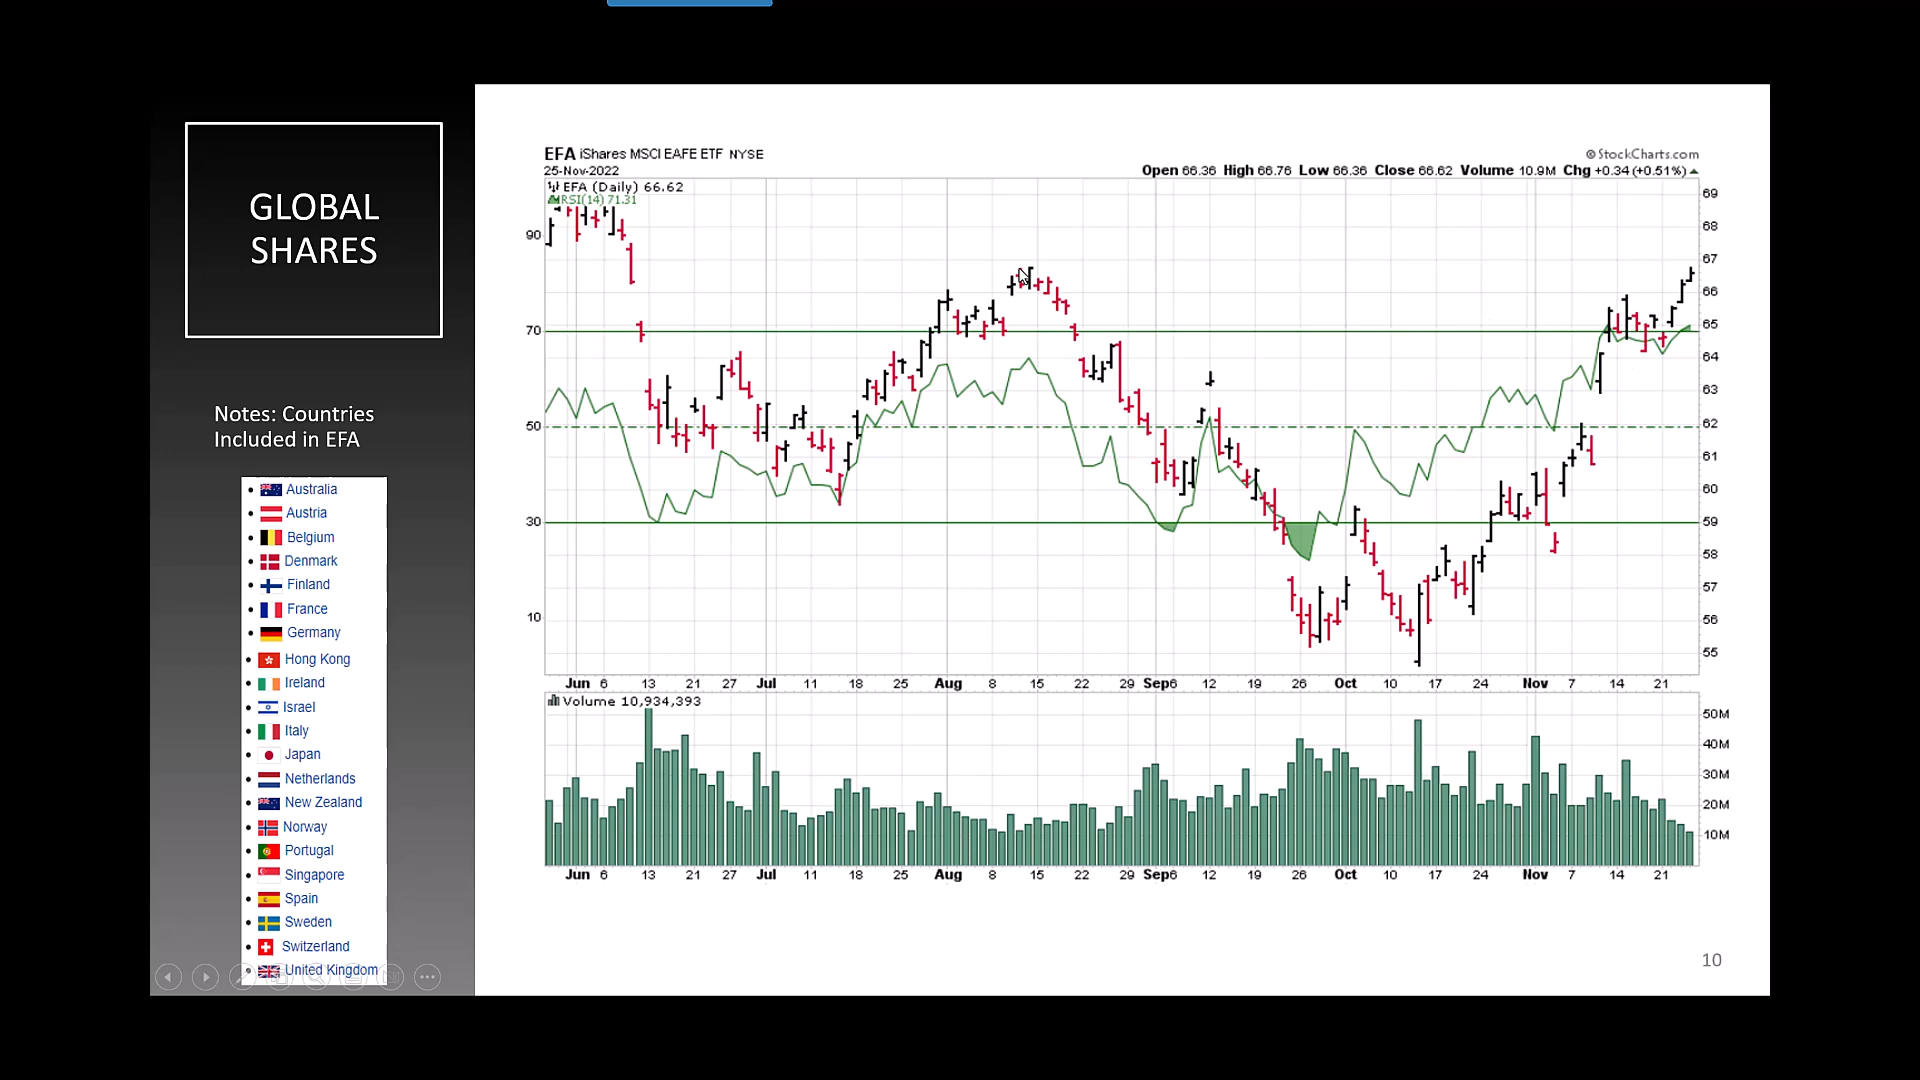 GLOBAL
SHARES
Notes: Countries
Included in EFA
Australia
Austria
Belgium
Denmark
Finland
France
Germany
Hong Kong
Ireland
Israel
Italy
Japan
Netherlands
New Zealand
Norway
Portugal
Singapore
Spain
Sweden
Switzerland
United Kingdom
EFA iShares MSCI EAFE ETF NYSE
© StockCharts.com
25-Nov-2022
Open 66.36 High 66.76 Low 66.36 Close 66.62 Volume 10.9M Chg +0.34 (+0.51%)
EFA (Daily) 66.62
RSI(14) 71.31
90
70
50
30
10
69
68
67
66
65
64
63
62
61
60
59
58
57
56
55
Jun 6 13 21 27 Jul 11 18 25 Aug 8 15 22 29 Sep6 12 19 26 Oct 10 17 24 Nov 7 14 21
Volume 10,934,393
50M
40M
30M
20M
10M
Jun 6 13 21 27 Jul 11 18 25 Aug 8 15 22 29 Sep6 12 19 26 Oct 10 17 24 Nov 7 14 21
10